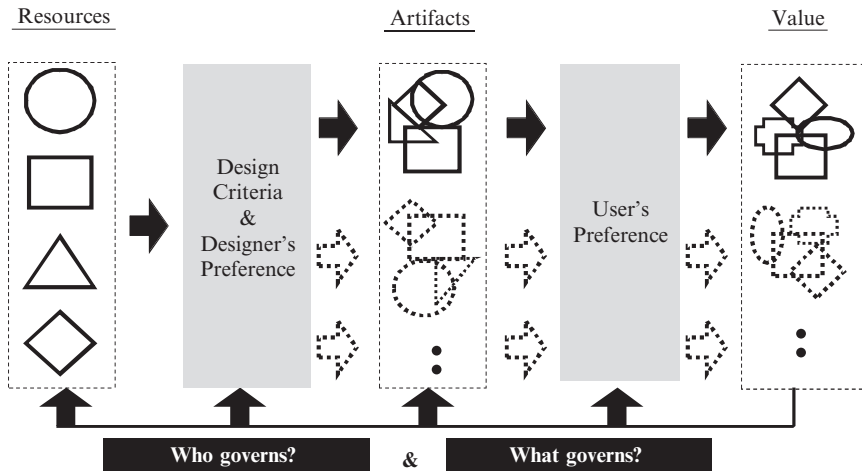 Resources
Artifacts
Value
Design
Criteria
&
Designer's
Preference
User's
Preference
Who governs?
&
What governs?